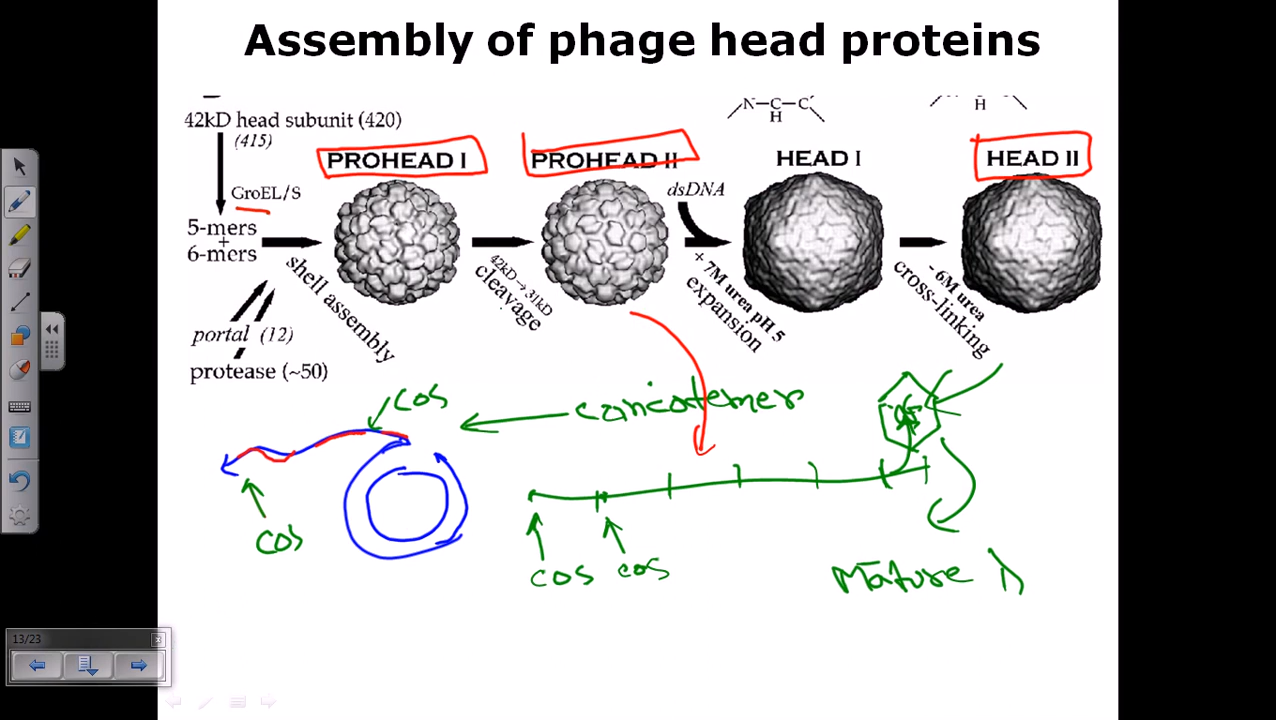 Assembly of phage head proteins
N-C-C
H
H
42kD head subunit (420)
(415)
PROHEAD I
PROHEAD II
HEAD I
HEAD II
GroEL/S
dsDNA
5-mers
+
6-mers
shell assembly
42kD → 31kD
cleavage
+ 7M urea pH 5
expansion
- 6M urea
cross-linking
portal (12)
protease (~50)
cos
concatemer
cos
cos
cos
Mature λ
13/23